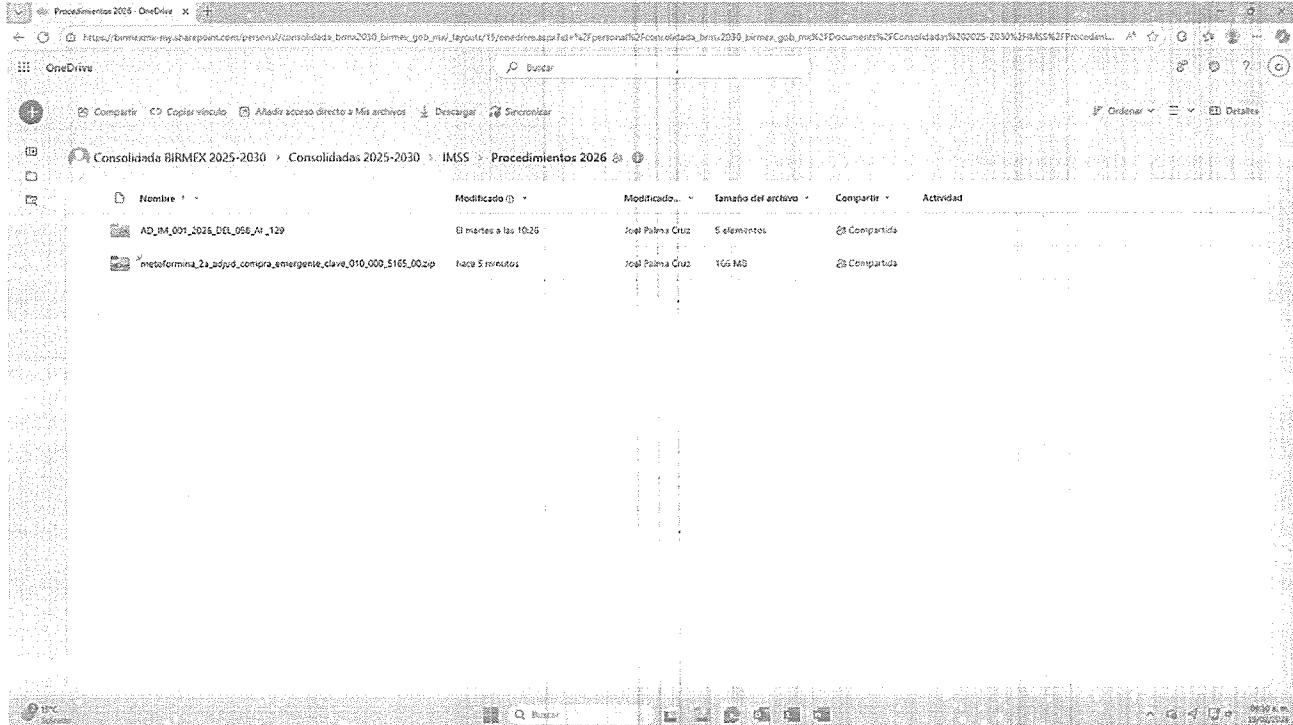 Procedimientos 2026 - OneDrive
OneDrive
Buscar
Compartir Copiar vínculo Añadir acceso directo a Mis archivos Descargar Sincronizar
Ordenar Detalles
Consolidada BIRMEX 2025-2030 > Consolidadas 2025-2030 > IMSS > Procedimientos 2026
Nombre ↑ Modificado Modificado... Tamaño del archivo Compartir Actividad
El martes a las 10:26 Joel Palma Cruz 5 elementos Compartida
metoformina_2a_adjud_compra_emergente_clave_010_000_5165_00.zip hace 5 minutos Joel Palma Cruz 166 MB Compartida
15°C
Buscar